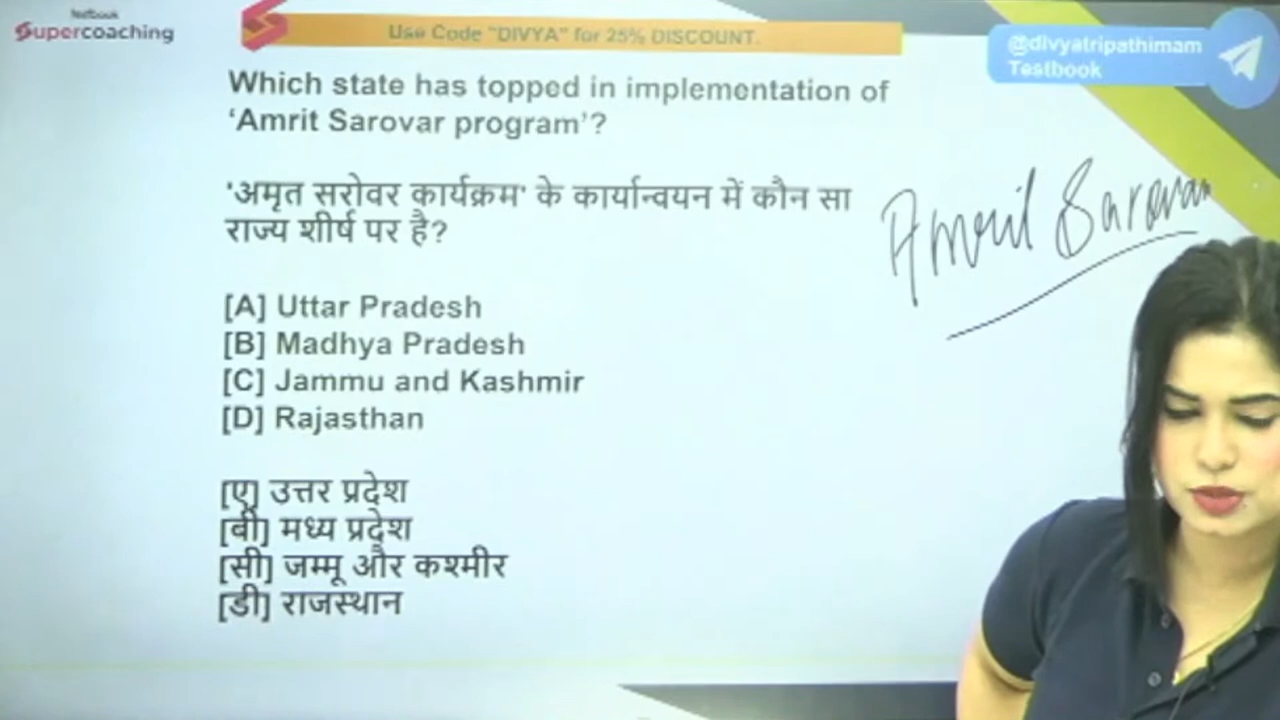 testbook
Supercoaching
Use Code "DIVYA" for 25% DISCOUNT.
@divyatripathimam
Testbook
Which state has topped in implementation of
‘Amrit Sarovar program’?
'अमृत सरोवर कार्यक्रम' के कार्यान्वयन में कौन सा
राज्य शीर्ष पर है?
Amrit Sarovar
[A] Uttar Pradesh
[B] Madhya Pradesh
[C] Jammu and Kashmir
[D] Rajasthan
[ए] उत्तर प्रदेश
[बी] मध्य प्रदेश
[सी] जम्मू और कश्मीर
[डी] राजस्थान